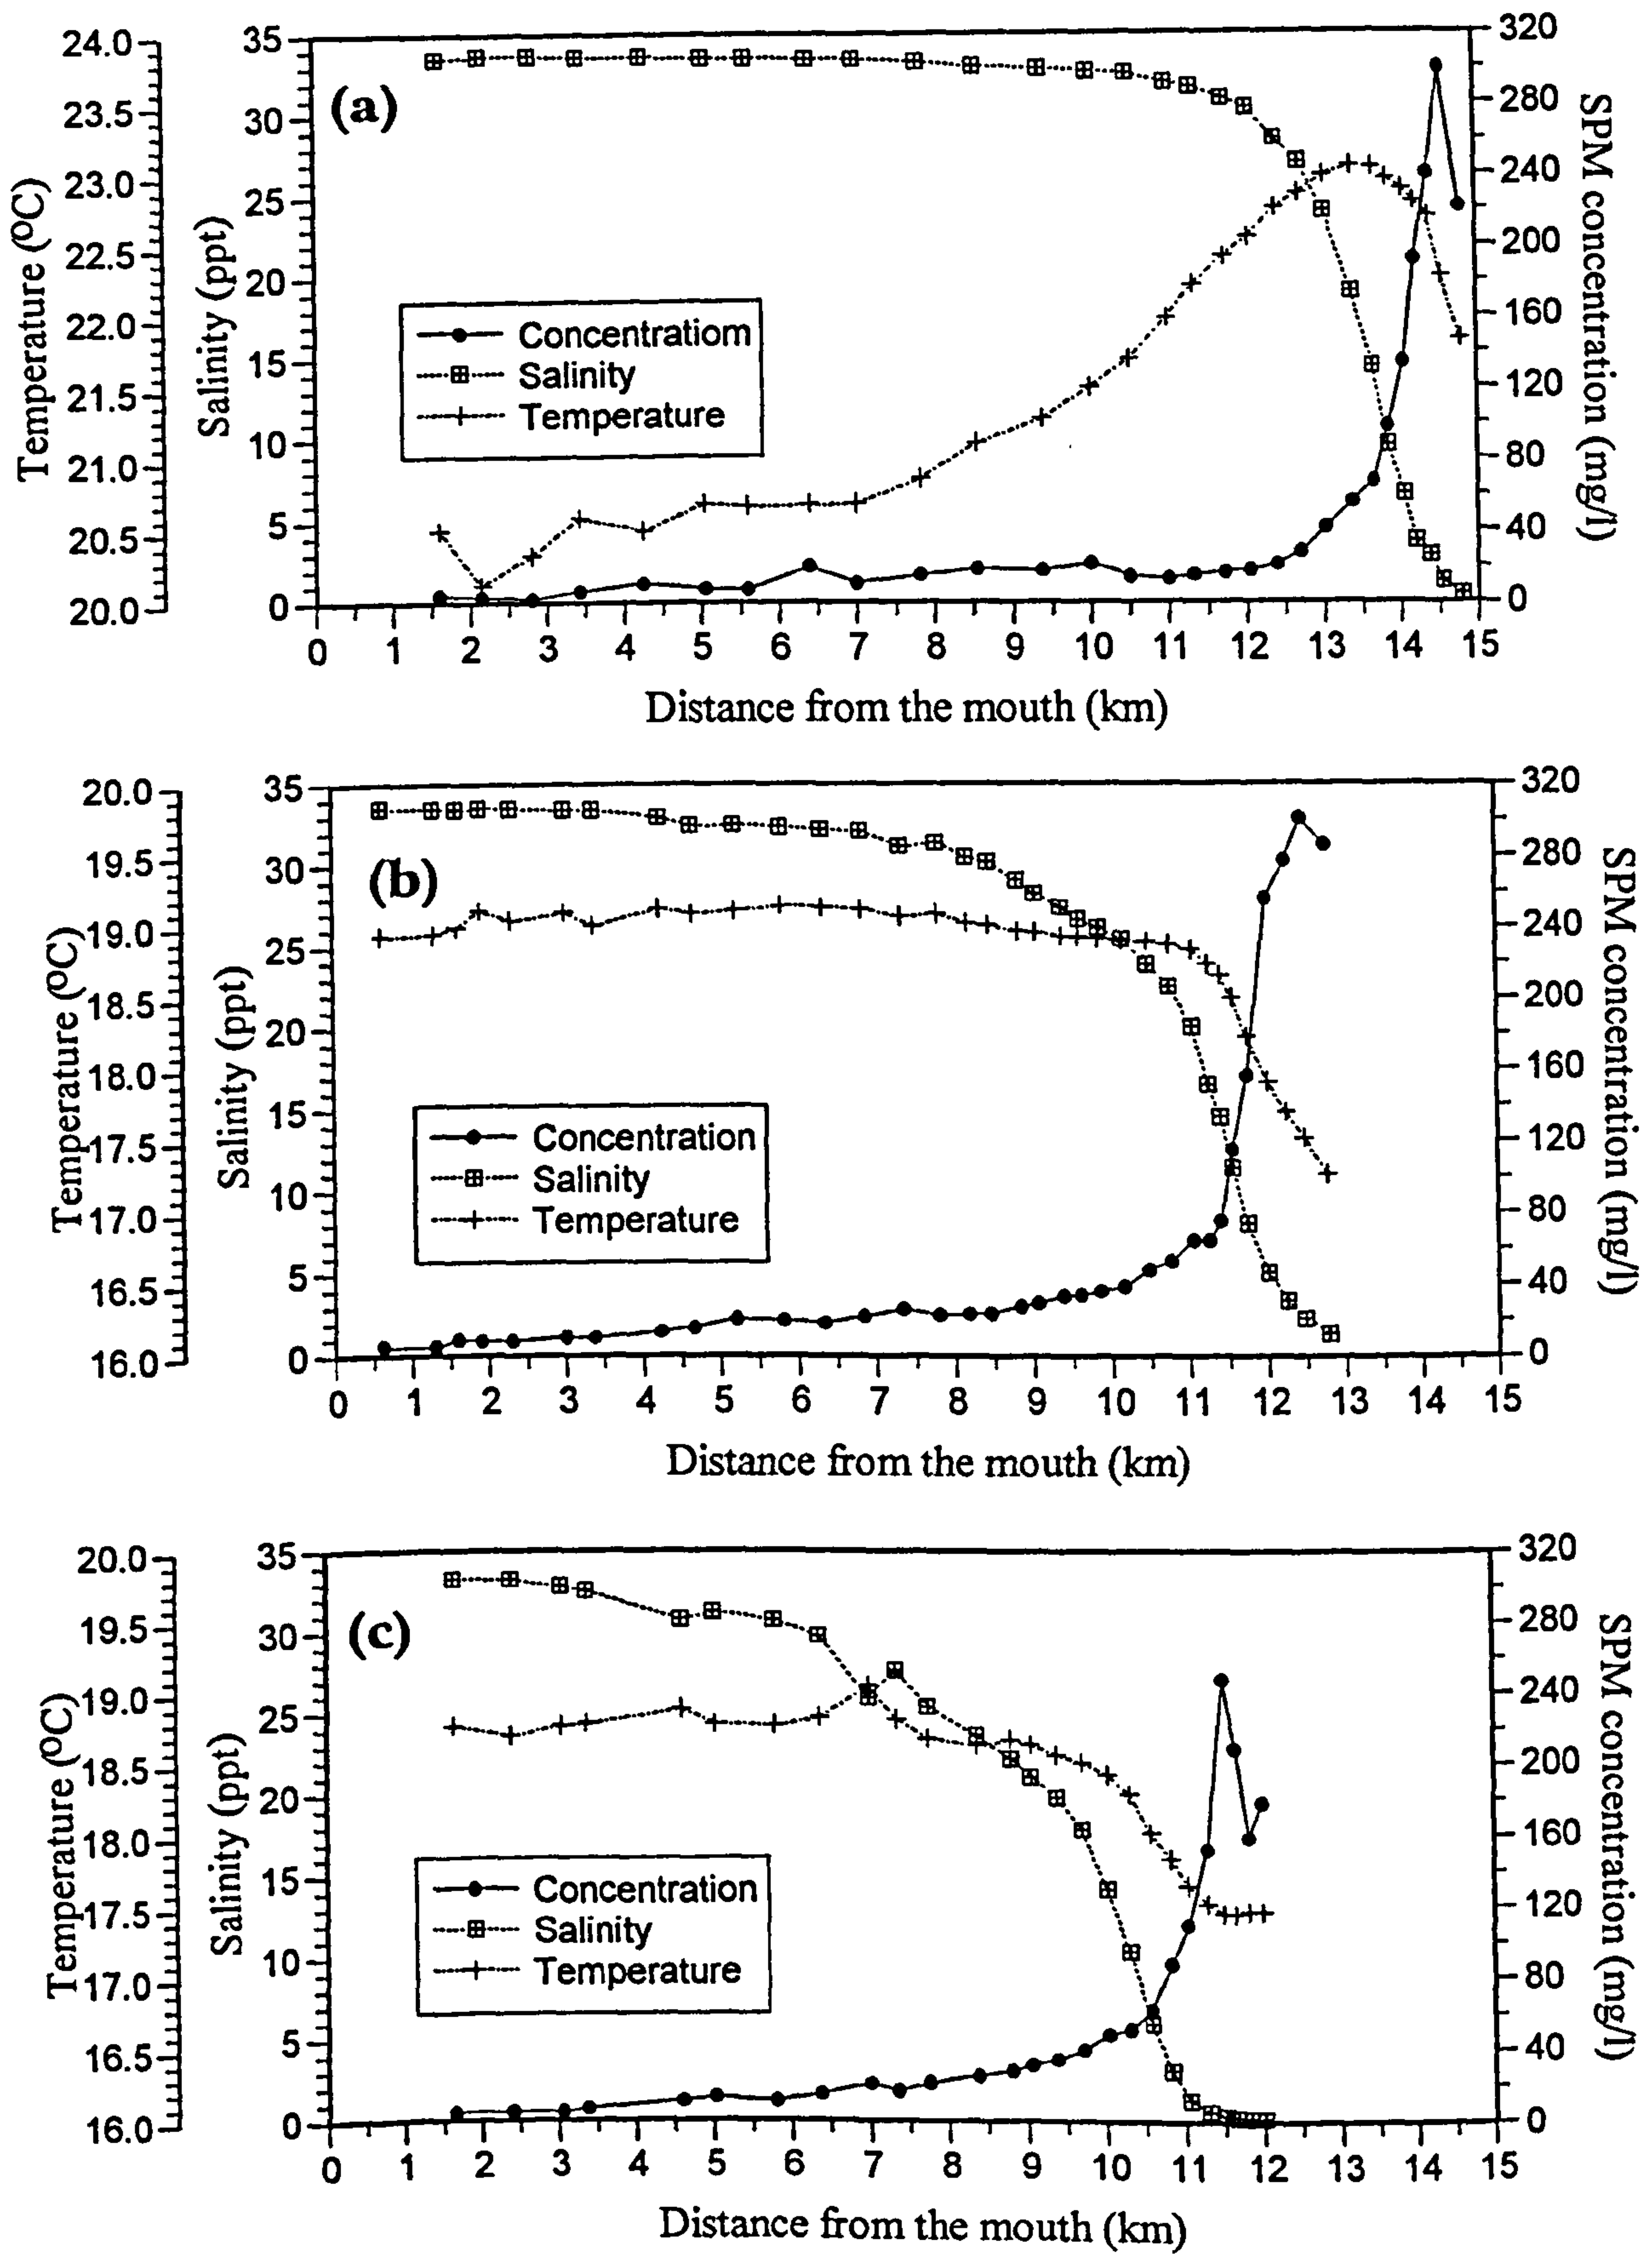 (a)
Temperature (ºC)
24.0
23.5
23.0
22.5
22.0
21.5
21.0
20.5
20.0
Salinity (ppt)
35
30
25
20
15
10
5
0
Concentratiom
Salinity
Temperature
SPM concentration (mg/l)
320
280
240
200
160
120
80
40
0
0 1 2 3 4 5 6 7 8 9 10 11 12 13 14 15
Distance from the mouth (km)
(b)
Temperature (ºC)
20.0
19.5
19.0
18.5
18.0
17.5
17.0
16.5
16.0
Salinity (ppt)
35
30
25
20
15
10
5
0
Concentration
Salinity
Temperature
SPM concentration (mg/l)
320
280
240
200
160
120
80
40
0
0 1 2 3 4 5 6 7 8 9 10 11 12 13 14 15
Distance from the mouth (km)
(c)
Temperature (ºC)
20.0
19.5
19.0
18.5
18.0
17.5
17.0
16.5
16.0
Salinity (ppt)
35
30
25
20
15
10
5
0
Concentration
Salinity
Temperature
SPM concentration (mg/l)
320
280
240
200
160
120
80
40
0
0 1 2 3 4 5 6 7 8 9 10 11 12 13 14 15
Distance from the mouth (km)